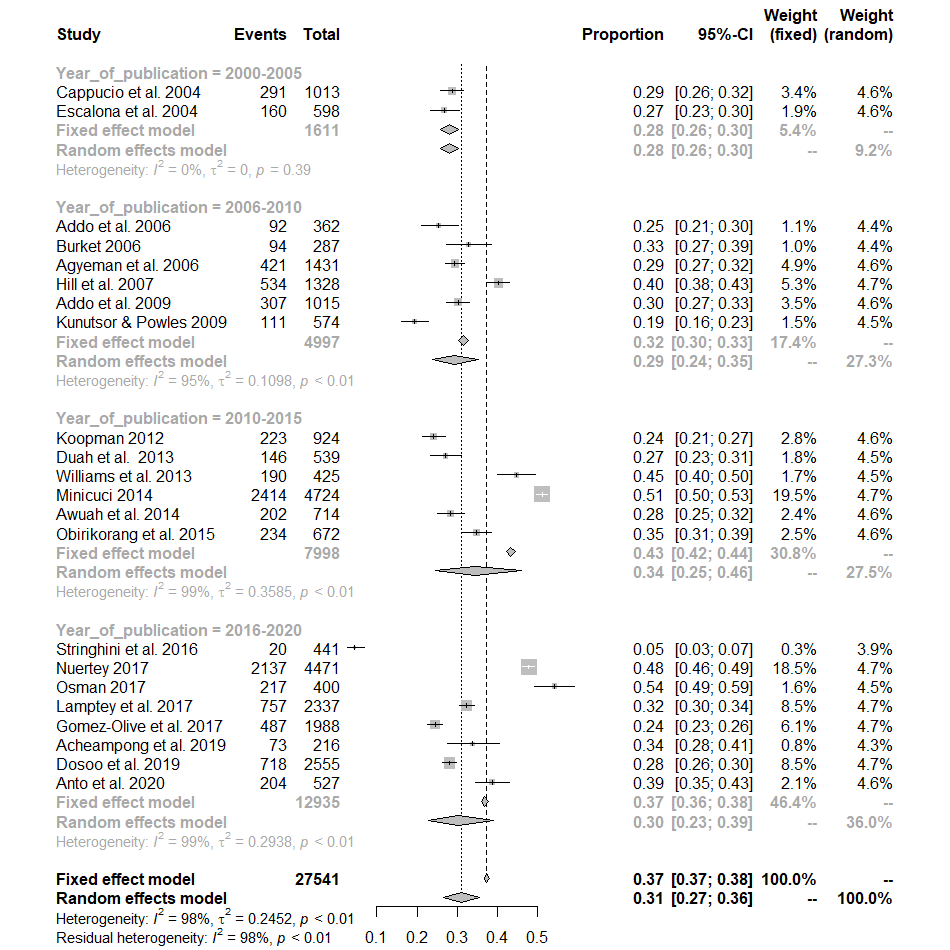 Weight Weight
Study Events Total Proportion 95%-CI (fixed) (random)
Year_of_publication = 2000-2005
Cappucio et al. 2004 291 1013 0.29 [0.26; 0.32] 3.4% 4.6%
Escalona et al. 2004 160 598 0.27 [0.23; 0.30] 1.9% 4.6%
Fixed effect model 1611 0.28 [0.26; 0.30] 5.4% --
Random effects model 0.28 [0.26; 0.30] -- 9.2%
Heterogeneity: I² = 0%, τ² = 0, p = 0.39
Year_of_publication = 2006-2010
Addo et al. 2006 92 362 0.25 [0.21; 0.30] 1.1% 4.4%
Burket 2006 94 287 0.33 [0.27; 0.39] 1.0% 4.4%
Agyeman et al. 2006 421 1431 0.29 [0.27; 0.32] 4.9% 4.6%
Hill et al. 2007 534 1328 0.40 [0.38; 0.43] 5.3% 4.7%
Addo et al. 2009 307 1015 0.30 [0.27; 0.33] 3.5% 4.6%
Kunutsor & Powles 2009 111 574 0.19 [0.16; 0.23] 1.5% 4.5%
Fixed effect model 4997 0.32 [0.30; 0.33] 17.4% --
Random effects model 0.29 [0.24; 0.35] -- 27.3%
Heterogeneity: I² = 95%, τ² = 0.1098, p < 0.01
Year_of_publication = 2010-2015
Koopman 2012 223 924 0.24 [0.21; 0.27] 2.8% 4.6%
Duah et al. 2013 146 539 0.27 [0.23; 0.31] 1.8% 4.5%
Williams et al. 2013 190 425 0.45 [0.40; 0.50] 1.7% 4.5%
Minicuci 2014 2414 4724 0.51 [0.50; 0.53] 19.5% 4.7%
Awuah et al. 2014 202 714 0.28 [0.25; 0.32] 2.4% 4.6%
Obirikorang et al. 2015 234 672 0.35 [0.31; 0.39] 2.5% 4.6%
Fixed effect model 7998 0.43 [0.42; 0.44] 30.8% --
Random effects model 0.34 [0.25; 0.46] -- 27.5%
Heterogeneity: I² = 99%, τ² = 0.3585, p < 0.01
Year_of_publication = 2016-2020
Stringhini et al. 2016 20 441 0.05 [0.03; 0.07] 0.3% 3.9%
Nuertey 2017 2137 4471 0.48 [0.46; 0.49] 18.5% 4.7%
Osman 2017 217 400 0.54 [0.49; 0.59] 1.6% 4.5%
Lamptey et al. 2017 757 2337 0.32 [0.30; 0.34] 8.5% 4.7%
Gomez-Olive et al. 2017 487 1988 0.24 [0.23; 0.26] 6.1% 4.7%
Acheampong et al. 2019 73 216 0.34 [0.28; 0.41] 0.8% 4.3%
Dosoo et al. 2019 718 2555 0.28 [0.26; 0.30] 8.5% 4.7%
Anto et al. 2020 204 527 0.39 [0.35; 0.43] 2.1% 4.6%
Fixed effect model 12935 0.37 [0.36; 0.38] 46.4% --
Random effects model 0.30 [0.23; 0.39] -- 36.0%
Heterogeneity: I² = 99%, τ² = 0.2938, p < 0.01
Fixed effect model 27541 0.37 [0.37; 0.38] 100.0% --
Random effects model 0.31 [0.27; 0.36] -- 100.0%
Heterogeneity: I² = 98%, τ² = 0.2452, p < 0.01
Residual heterogeneity: I² = 98%, p < 0.01 0.1 0.2 0.3 0.4 0.5